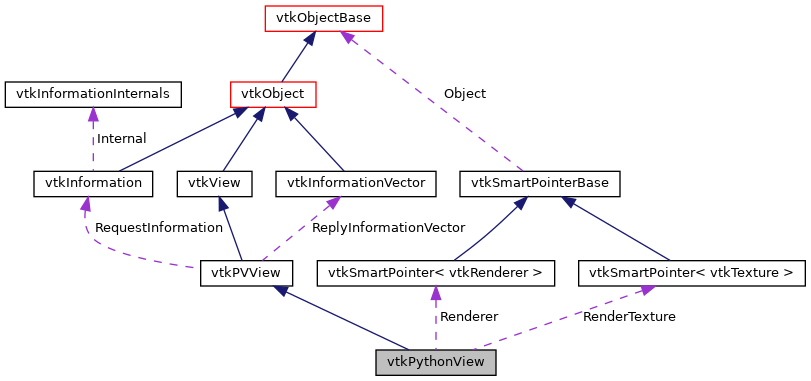 vtkObjectBase
vtkInformationInternals
vtkObject
Object
Internal
vtkInformation
vtkView
vtkInformationVector
vtkSmartPointerBase
RequestInformation
ReplyInformationVector
vtkPVView
vtkSmartPointer< vtkRenderer >
vtkSmartPointer< vtkTexture >
Renderer
RenderTexture
vtkPythonView